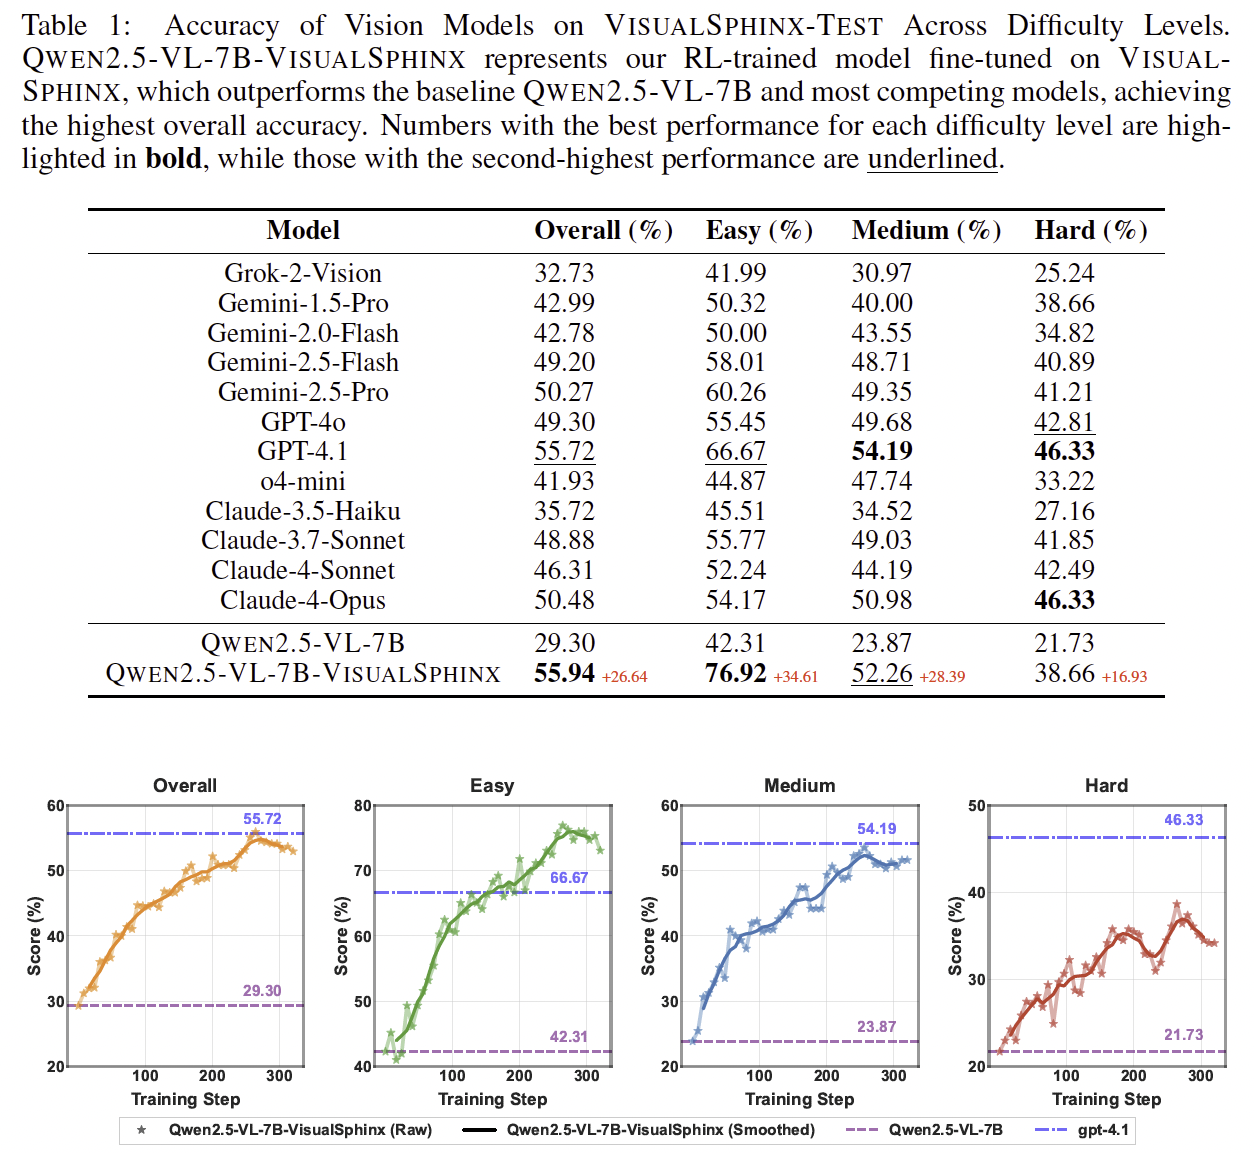 Table 1: Accuracy of Vision Models on VISUALSPHINX-TEST Across Difficulty Levels.
QWEN2.5-VL-7B-VISUALSPHINX represents our RL-trained model fine-tuned on VISUAL-
SPHINX, which outperforms the baseline QWEN2.5-VL-7B and most competing models, achieving
the highest overall accuracy. Numbers with the best performance for each difficulty level are high-
lighted in bold, while those with the second-highest performance are underlined.
Model Overall (%) Easy (%) Medium (%) Hard (%)
Grok-2-Vision 32.73 41.99 30.97 25.24
Gemini-1.5-Pro 42.99 50.32 40.00 38.66
Gemini-2.0-Flash 42.78 50.00 43.55 34.82
Gemini-2.5-Flash 49.20 58.01 48.71 40.89
Gemini-2.5-Pro 50.27 60.26 49.35 41.21
GPT-4o 49.30 55.45 49.68 42.81
GPT-4.1 55.72 66.67 54.19 46.33
o4-mini 41.93 44.87 47.74 33.22
Claude-3.5-Haiku 35.72 45.51 34.52 27.16
Claude-3.7-Sonnet 48.88 55.77 49.03 41.85
Claude-4-Sonnet 46.31 52.24 44.19 42.49
Claude-4-Opus 50.48 54.17 50.98 46.33
QWEN2.5-VL-7B 29.30 42.31 23.87 21.73
QWEN2.5-VL-7B-VISUALSPHINX 55.94 +26.64 76.92 +34.61 52.26 +28.39 38.66 +16.93
Overall
Score (%)
60
50
40
30
20
55.72
29.30
100 200 300
Training Step
Easy
Score (%)
80
70
60
50
40
66.67
42.31
100 200 300
Training Step
Medium
Score (%)
60
50
40
30
20
54.19
23.87
100 200 300
Training Step
Hard
Score (%)
50
40
30
20
46.33
21.73
100 200 300
Training Step
Qwen2.5-VL-7B-VisualSphinx (Raw) Qwen2.5-VL-7B-VisualSphinx (Smoothed) Qwen2.5-VL-7B gpt-4.1